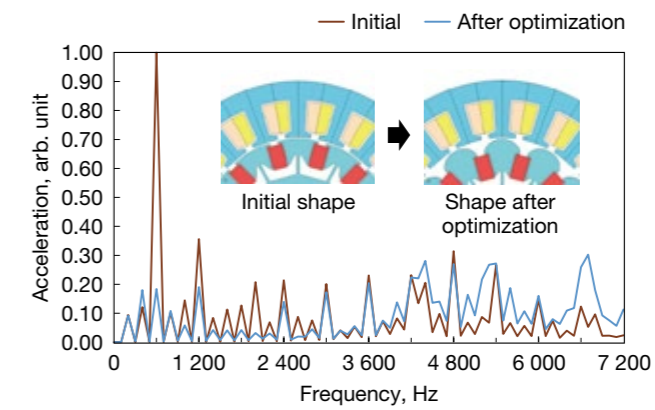 Initial After optimization
1.00
0.90
0.80
0.70
0.60
0.50
0.40
0.30
0.20
0.10
0.00
Acceleration, arb. unit
Initial shape
Shape after
optimization
0 1 200 2 400 3 600 4 800 6 000 7 200
Frequency, Hz